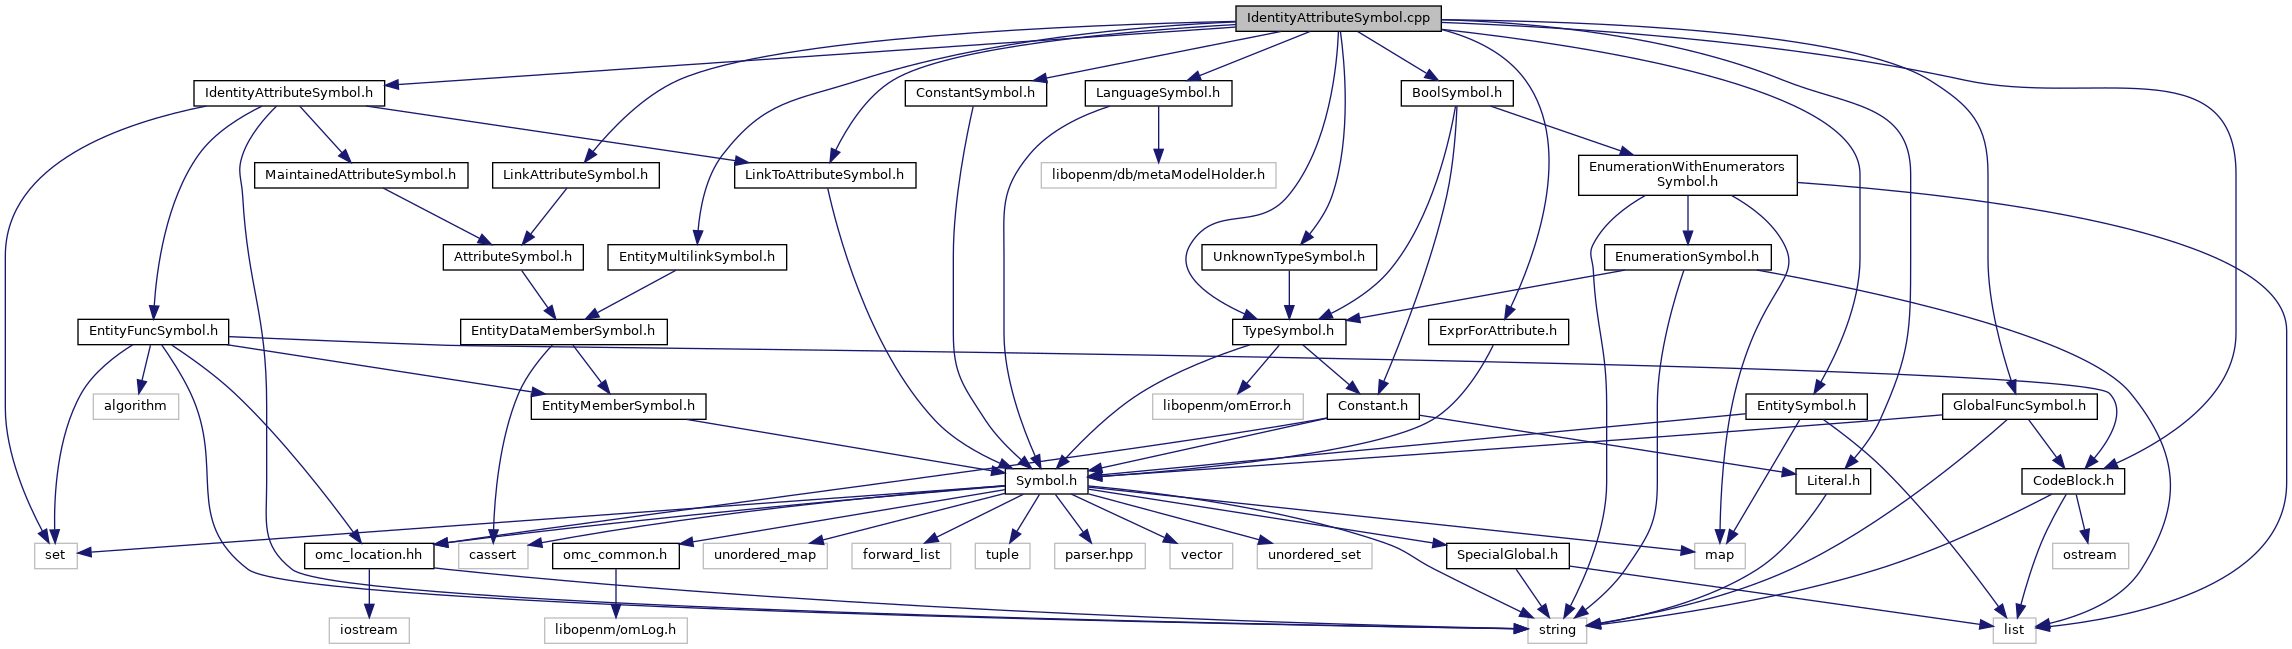 IdentityAttributeSymbol.cpp
IdentityAttributeSymbol.h
ConstantSymbol.h
LanguageSymbol.h
BoolSymbol.h
MaintainedAttributeSymbol.h
LinkAttributeSymbol.h
LinkToAttributeSymbol.h
libopenm/db/metaModelHolder.h
EnumerationWithEnumerators
Symbol.h
AttributeSymbol.h
EntityMultilinkSymbol.h
UnknownTypeSymbol.h
EnumerationSymbol.h
EntityFuncSymbol.h
EntityDataMemberSymbol.h
TypeSymbol.h
ExprForAttribute.h
algorithm
EntityMemberSymbol.h
libopenm/omError.h
Constant.h
EntitySymbol.h
GlobalFuncSymbol.h
Symbol.h
Literal.h
CodeBlock.h
set
omc_location.hh
cassert
omc_common.h
unordered_map
forward_list
tuple
parser.hpp
vector
unordered_set
SpecialGlobal.h
map
ostream
iostream
libopenm/omLog.h
string
list